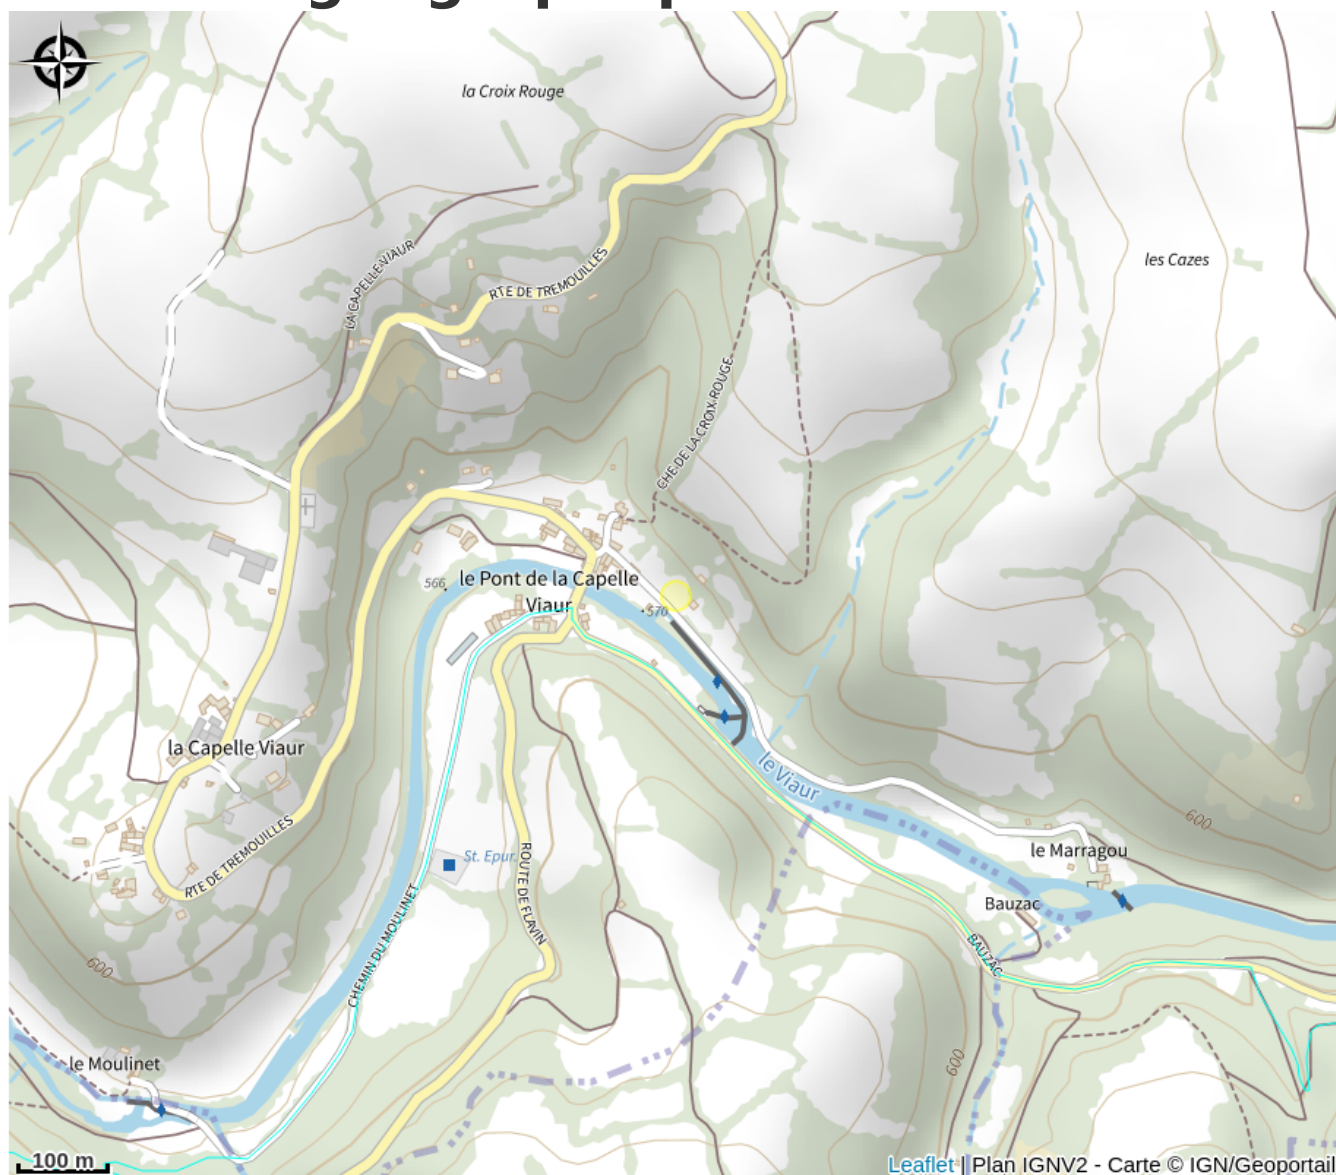 la Croix Rouge
les Cazes
LA CAPELLE VIAUR
RTE DE TREMOUILLES
CHE DE LA CROIX ROUGE
566
le Pont de la Capelle
Viaur
570
la Capelle Viaur
le Viaur
600
le Marragou
RTE DE TREMOUILLES
St. Epur.
ROUTE DE FLAVIN
Bauzac
BAUZAC
CHEMIN DU MOULINET
600
le Moulinet
600
100 m
Leaflet | Plan IGNV2 - Carte © IGN/Geoportail